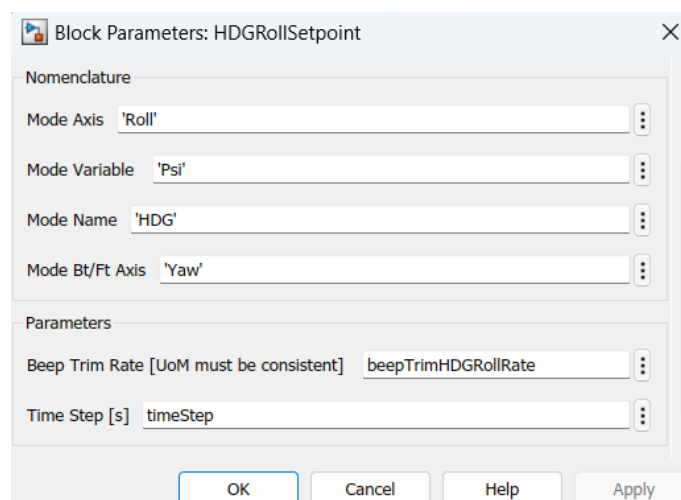 Block Parameters: HDGRollSetpoint
Nomenclature
Mode Axis 'Roll'
Mode Variable 'Psi'
Mode Name 'HDG'
Mode Bt/Ft Axis 'Yaw'
Parameters
Beep Trim Rate [UoM must be consistent] beepTrimHDGRollRate
Time Step [s] timeStep
OK Cancel Help Apply